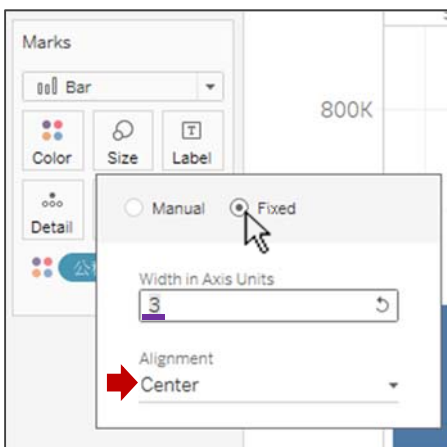 Marks
Bar
800K
Color Size Label
Manual Fixed
Detail
Width in Axis Units
3
Alignment
Center